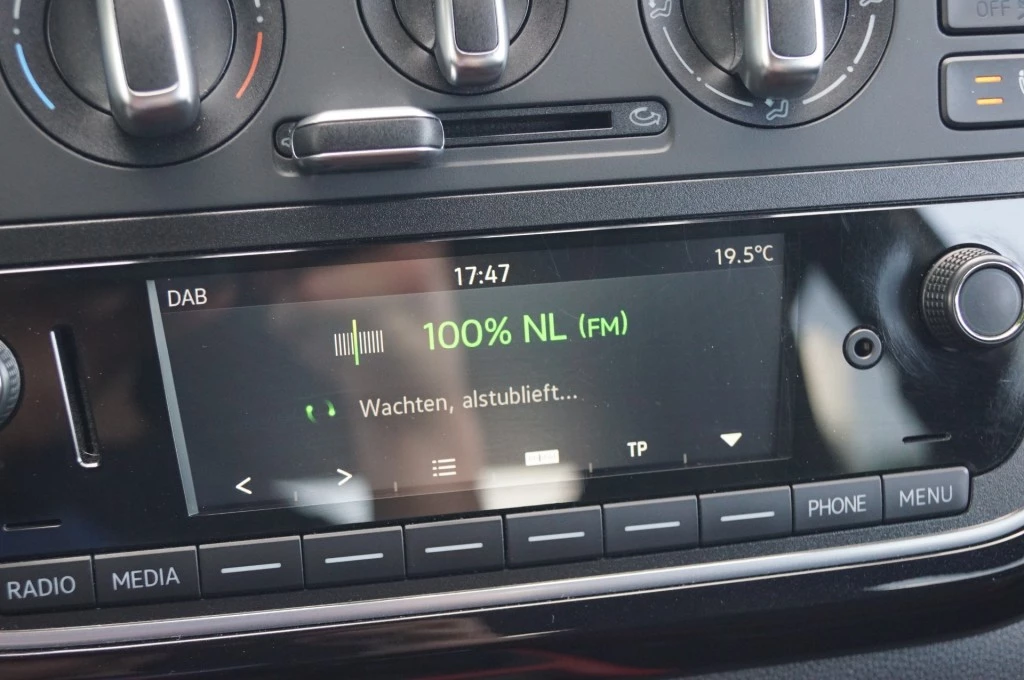 OFF
17:47
19.5°C
DAB
100% NL (FM)
Wachten, alstublieft...
< > TP
RADIO MEDIA PHONE MENU